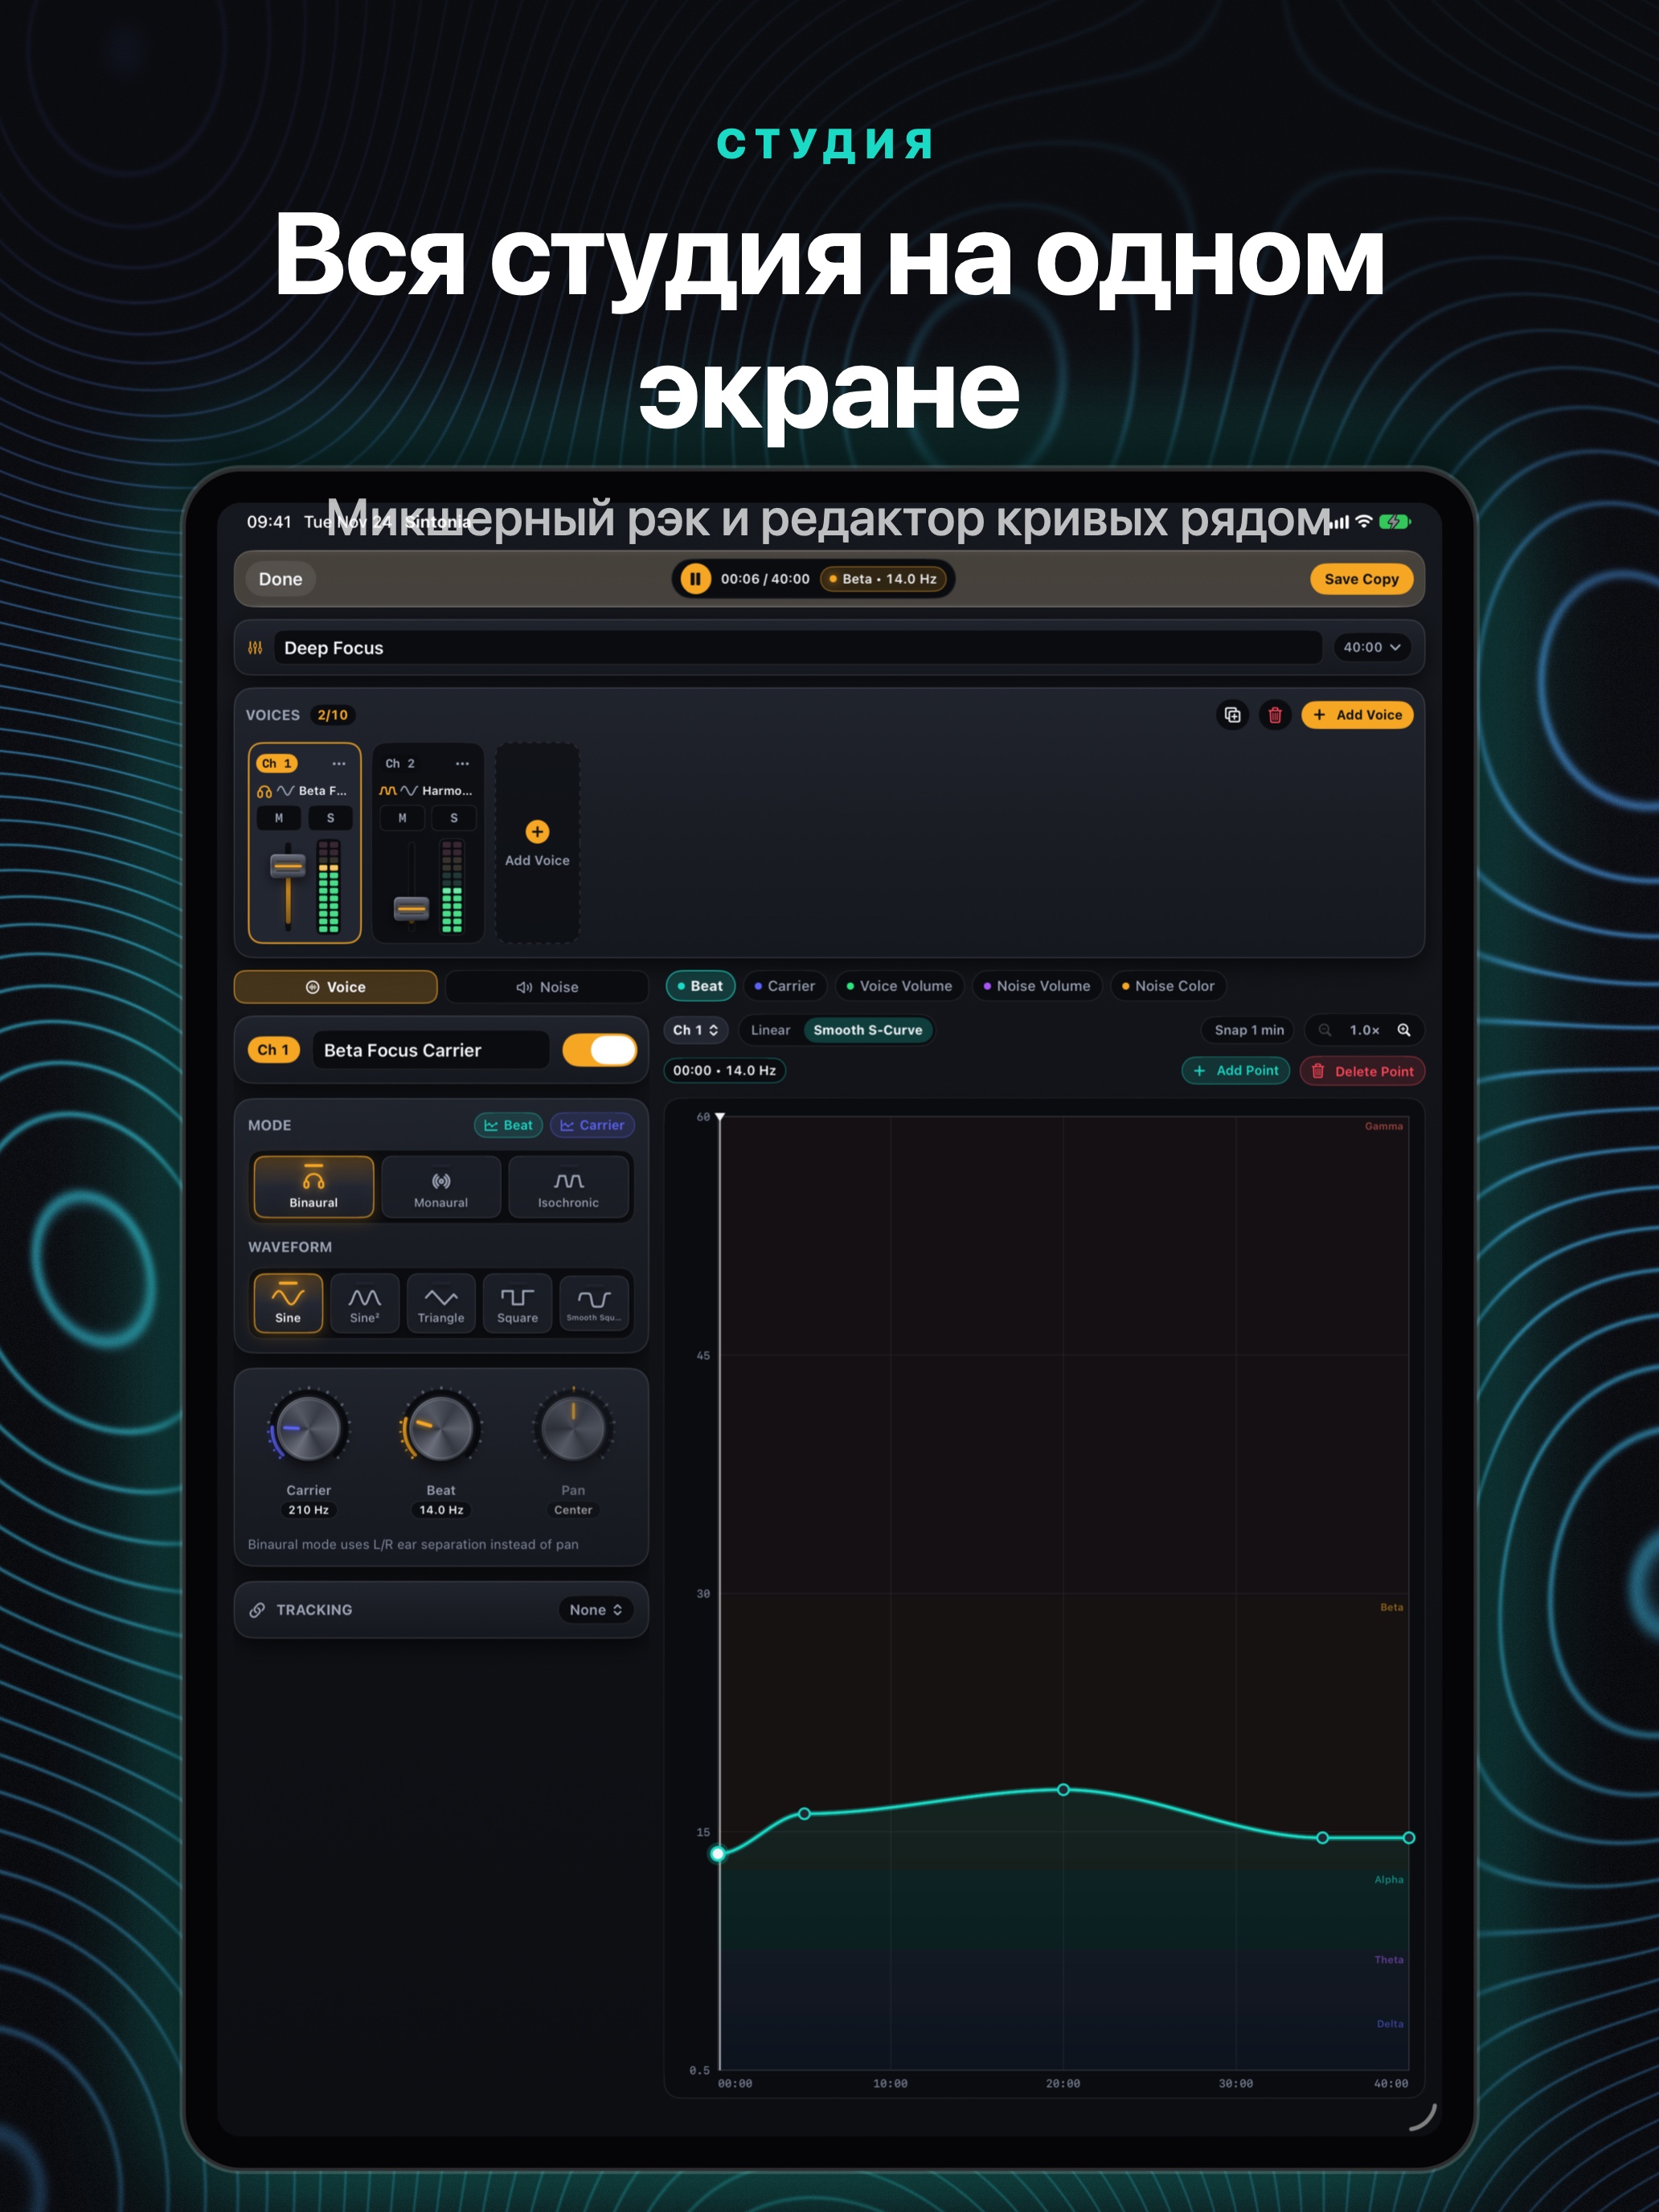 СТУДИЯ
Вся студия на одном
экране
Микшерный рэк и редактор кривых рядом
09:41 Tue Nov 24 Sintonia
Done
00:06 / 40:00
Beta • 14.0 Hz
Save Copy
Deep Focus
40:00
VOICES 2/10
+ Add Voice
Ch 1 ...
Beta F...
M S
Ch 2 ...
Harmo...
M S
Add Voice
Voice
Noise
Beat
Carrier
Voice Volume
Noise Volume
Noise Color
Ch 1
Beta Focus Carrier
Ch 1
Linear
Smooth S-Curve
Snap 1 min
1.0×
00:00 • 14.0 Hz
+ Add Point
Delete Point
MODE
Beat
Carrier
Binaural
Monaural
Isochronic
WAVEFORM
Sine
Sine²
Triangle
Square
Smooth Squ...
Carrier
210 Hz
Beat
14.0 Hz
Pan
Center
Binaural mode uses L/R ear separation instead of pan
TRACKING
None
60
45
30
15
0.5
Gamma
Beta
Alpha
Theta
Delta
00:00
10:00
20:00
30:00
40:00